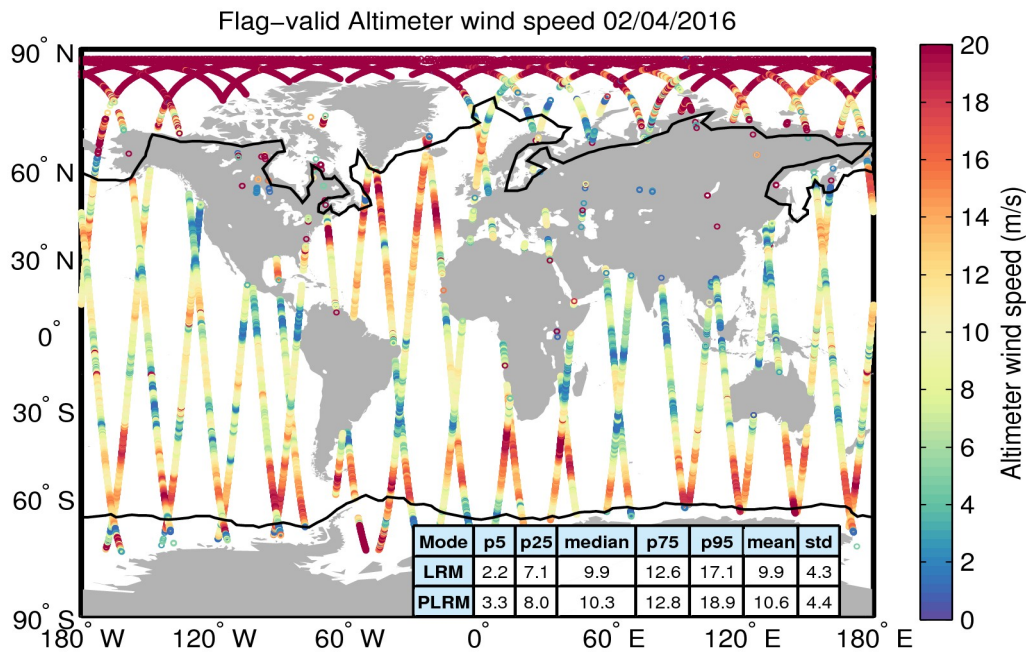 Flag−valid Altimeter wind speed 02/04/2016
90° N
60° N
30° N
0°
30° S
60° S
90° S
180° W
120° W
60° W
0°
60° E
120° E
180° E
Mode p5 p25 median p75 p95 mean std
LRM 2.2 7.1 9.9 12.6 17.1 9.9 4.3
PLRM 3.3 8.0 10.3 12.8 18.9 10.6 4.4
20
18
16
14
12
10
8
6
4
2
0
Altimeter wind speed (m/s)